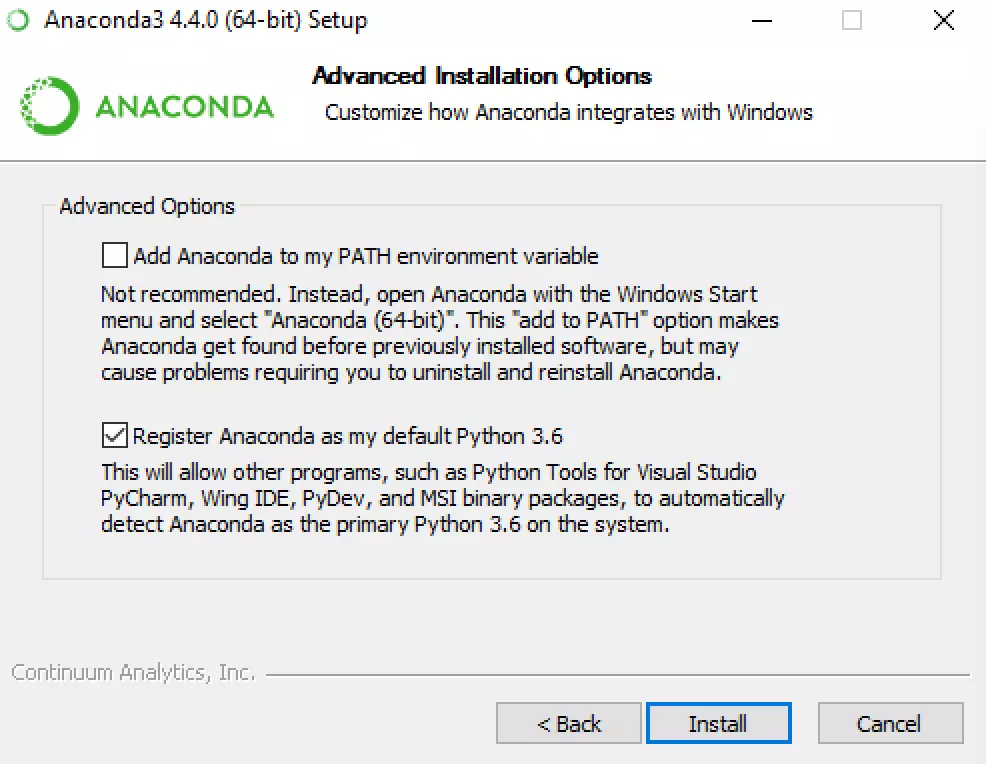 Anaconda3 4.4.0 (64-bit) Setup
ANACONDA
Advanced Installation Options
Customize how Anaconda integrates with Windows
Advanced Options
Add Anaconda to my PATH environment variable
Not recommended. Instead, open Anaconda with the Windows Start
menu and select "Anaconda (64-bit)". This "add to PATH" option makes
Anaconda get found before previously installed software, but may
cause problems requiring you to uninstall and reinstall Anaconda.
Register Anaconda as my default Python 3.6
This will allow other programs, such as Python Tools for Visual Studio
PyCharm, Wing IDE, PyDev, and MSI binary packages, to automatically
detect Anaconda as the primary Python 3.6 on the system.
Continuum Analytics, Inc.
< Back
Install
Cancel